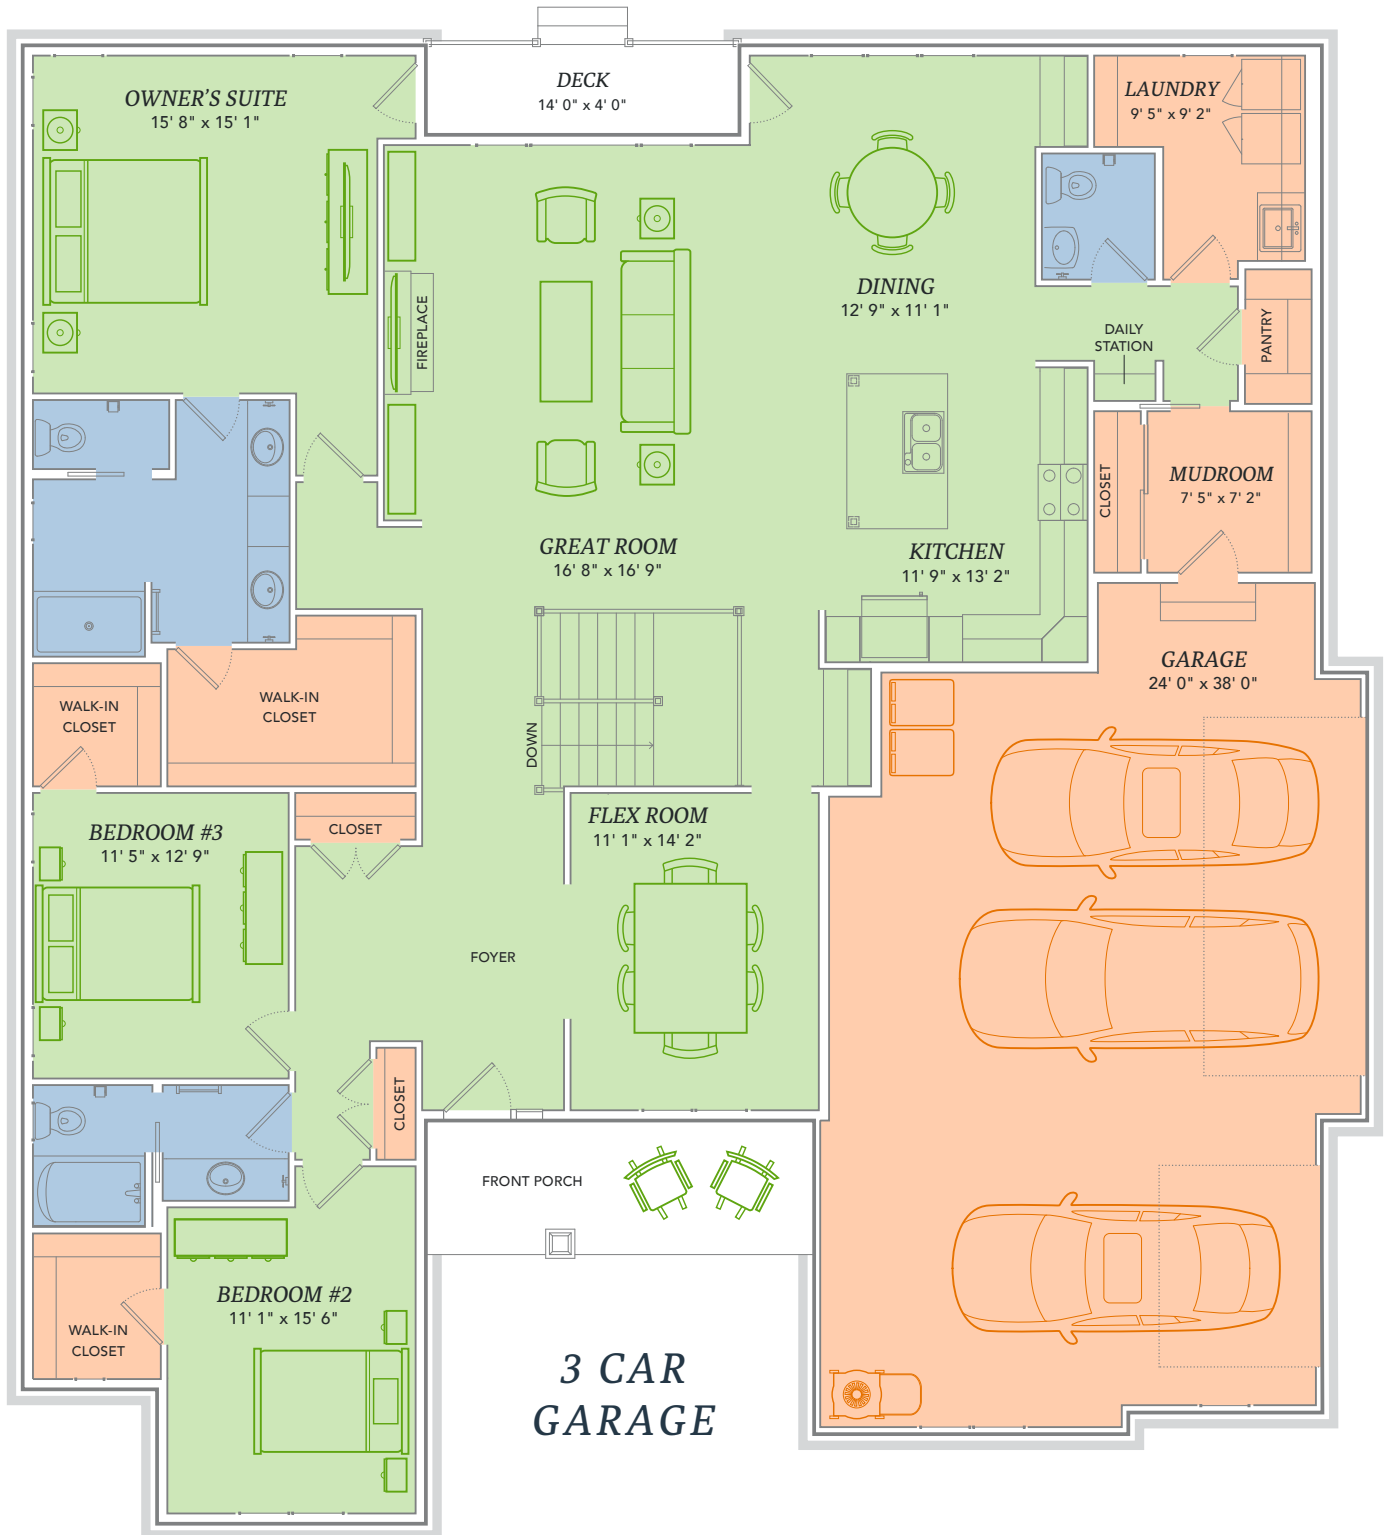 DECK
14' 0" x 4' 0"
OWNER'S SUITE
15' 8" x 15' 1"
LAUNDRY
9' 5" x 9' 2"
DINING
12' 9" x 11' 1"
FIREPLACE
DAILY
STATION
PANTRY
GREAT ROOM
16' 8" x 16' 9"
KITCHEN
11' 9" x 13' 2"
CLOSET
MUDROOM
7' 5" x 7' 2"
GARAGE
24' 0" x 38' 0"
WALK-IN
CLOSET
WALK-IN
CLOSET
DOWN
BEDROOM #3
11' 5" x 12' 9"
CLOSET
FLEX ROOM
11' 1" x 14' 2"
FOYER
CLOSET
FRONT PORCH
BEDROOM #2
11' 1" x 15' 6"
WALK-IN
CLOSET
3 CAR
GARAGE